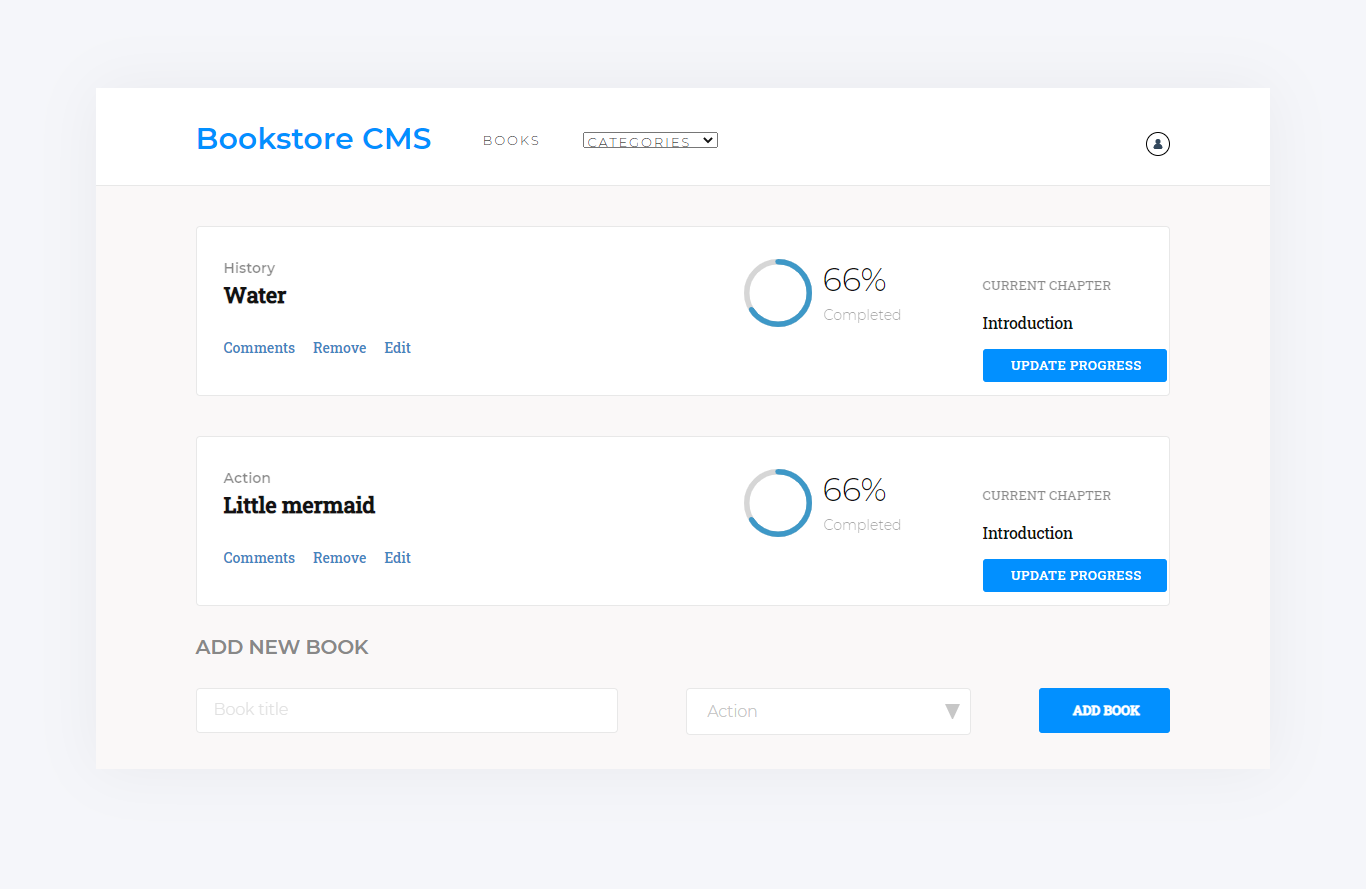 Bookstore CMS BOOKS CATEGORIES
History
Water
Comments Remove Edit
66%
Completed
CURRENT CHAPTER
Introduction
UPDATE PROGRESS
Action
Little mermaid
Comments Remove Edit
66%
Completed
CURRENT CHAPTER
Introduction
UPDATE PROGRESS
ADD NEW BOOK
Book title Action ADD BOOK